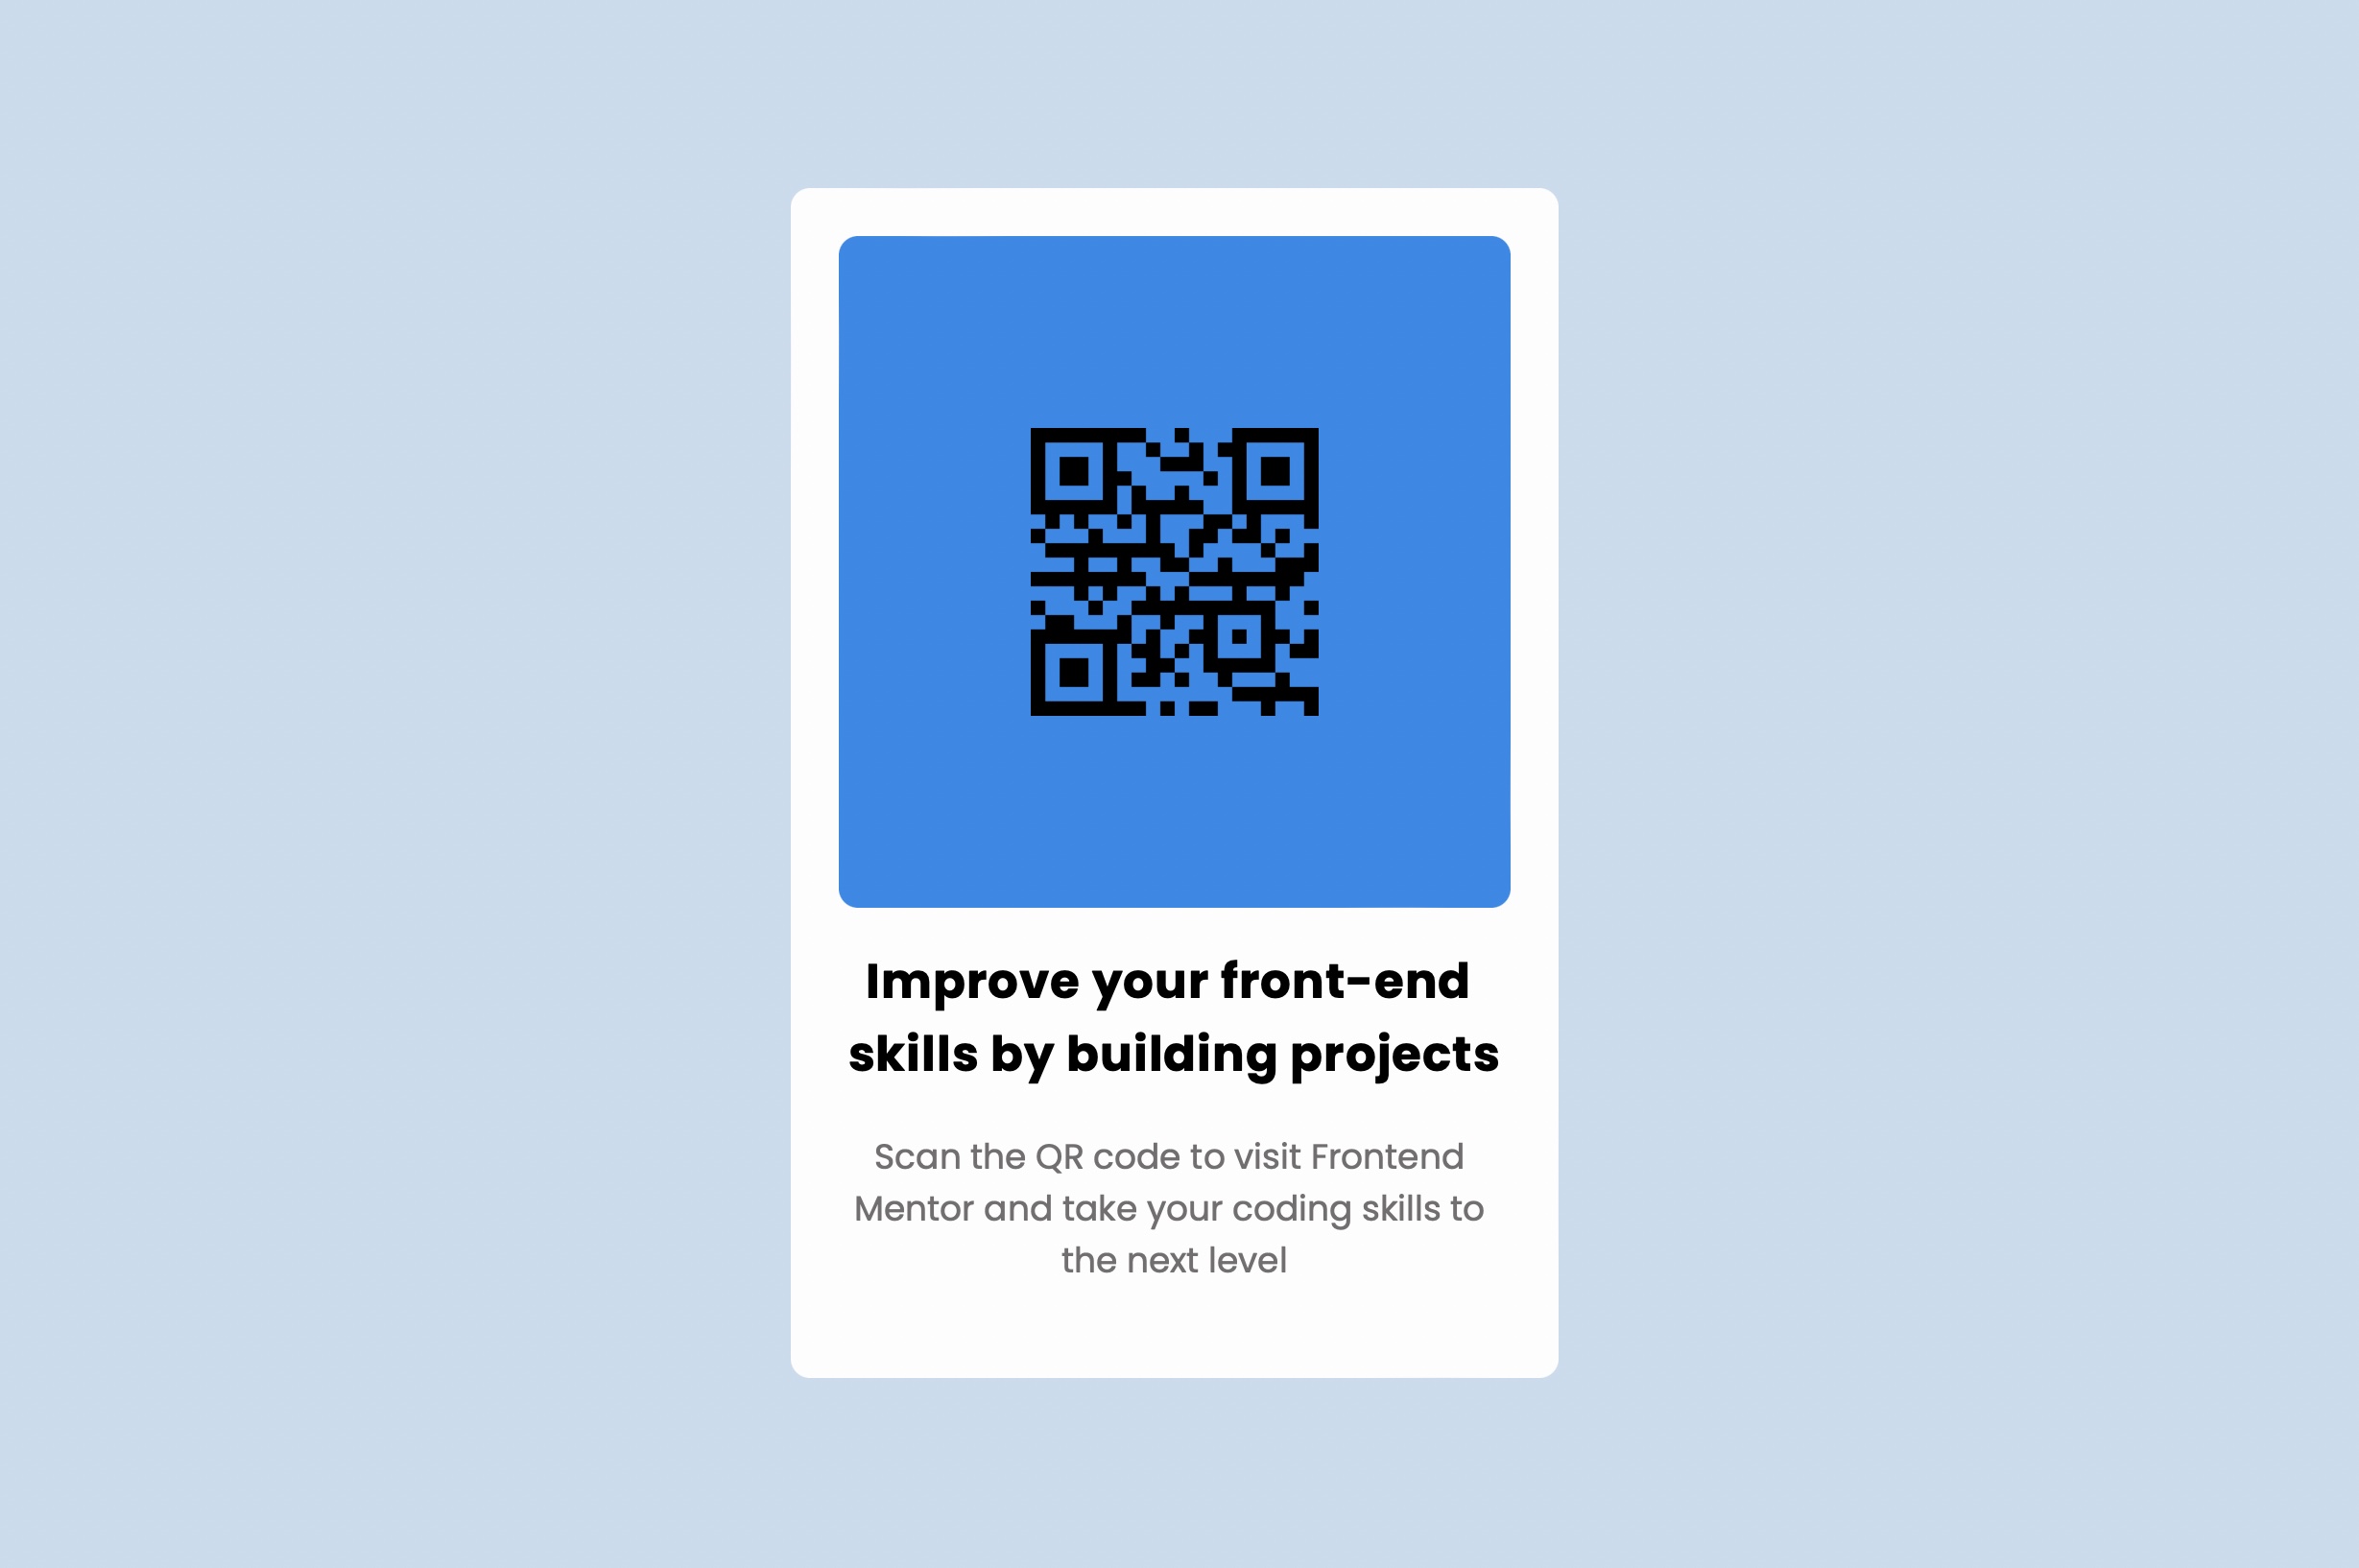 Improve your front-end
skills by building projects
Scan the QR code to visit Frontend
Mentor and take your coding skills to
the next level